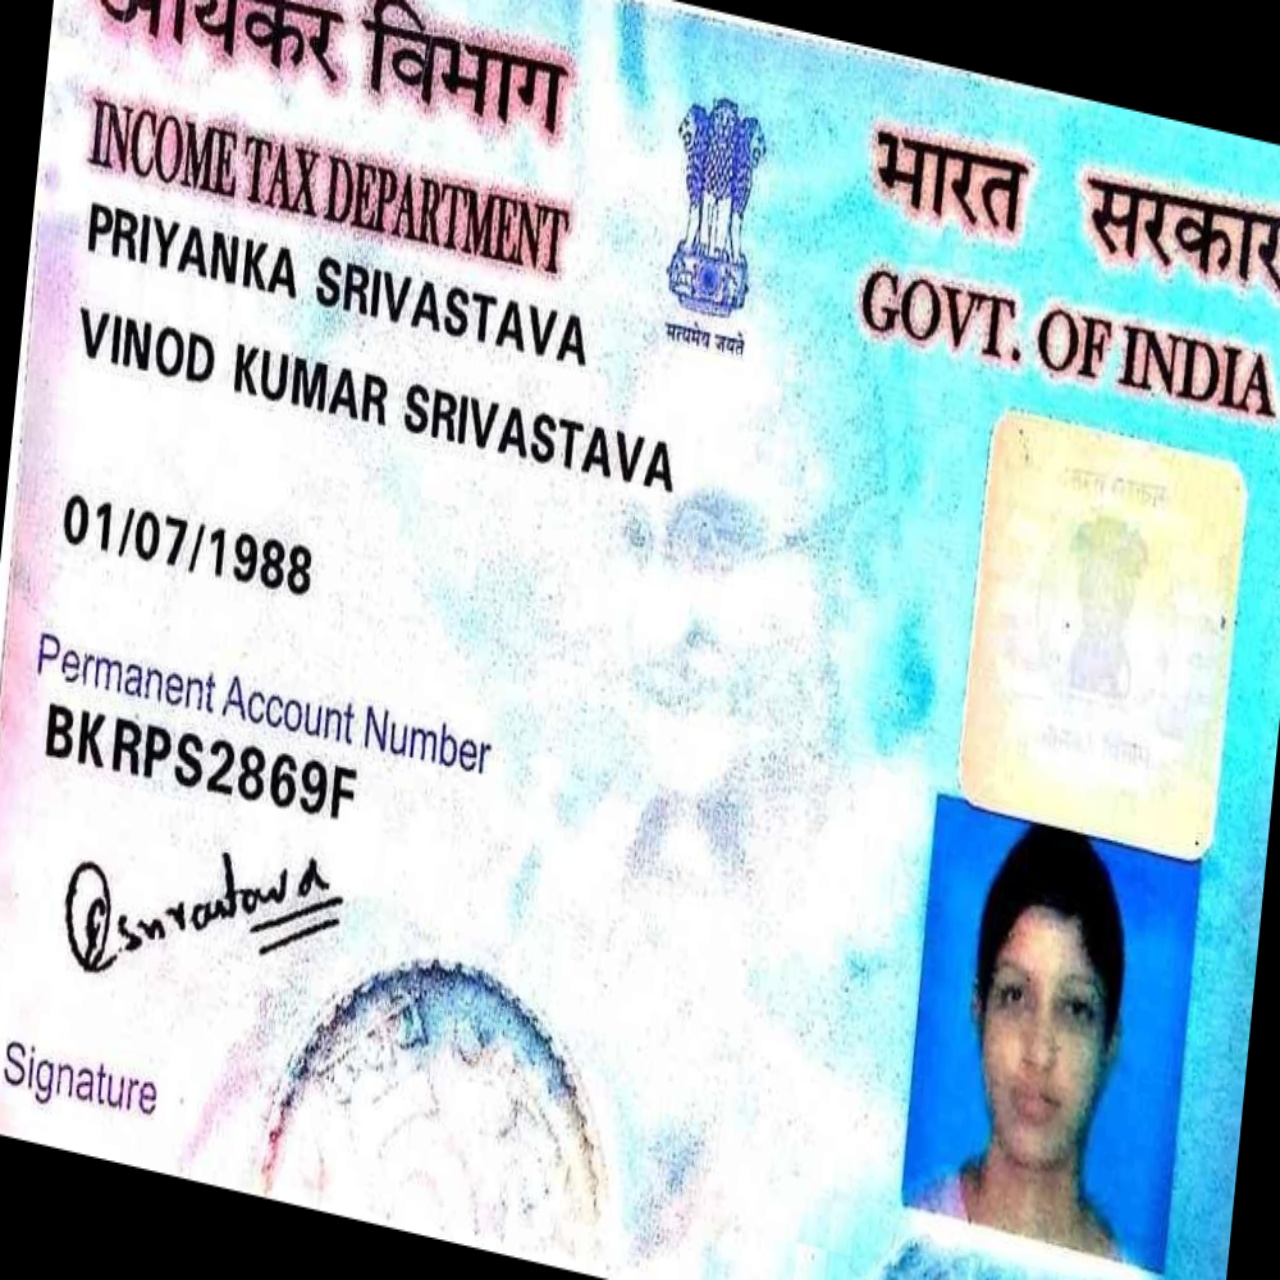 आयकर विभाग
INCOME TAX DEPARTMENT
भारत सरकार
GOVT. OF INDIA
सत्यमेव जयते
PRIYANKA SRIVASTAVA
VINOD KUMAR SRIVASTAVA
01/07/1988
Permanent Account Number
BKRPS2869F
Signature